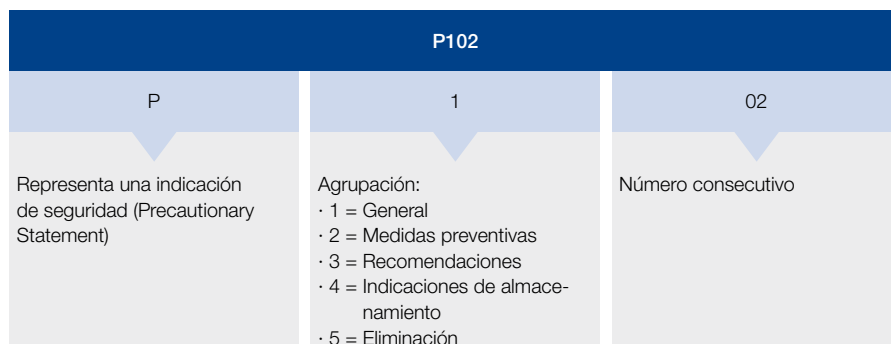 P102
P
1
02
Representa una indicación
de seguridad (Precautionary
Statement)
Agrupación:
· 1 = General
· 2 = Medidas preventivas
· 3 = Recomendaciones
· 4 = Indicaciones de almace-
namiento
· 5 = Eliminación
Número consecutivo